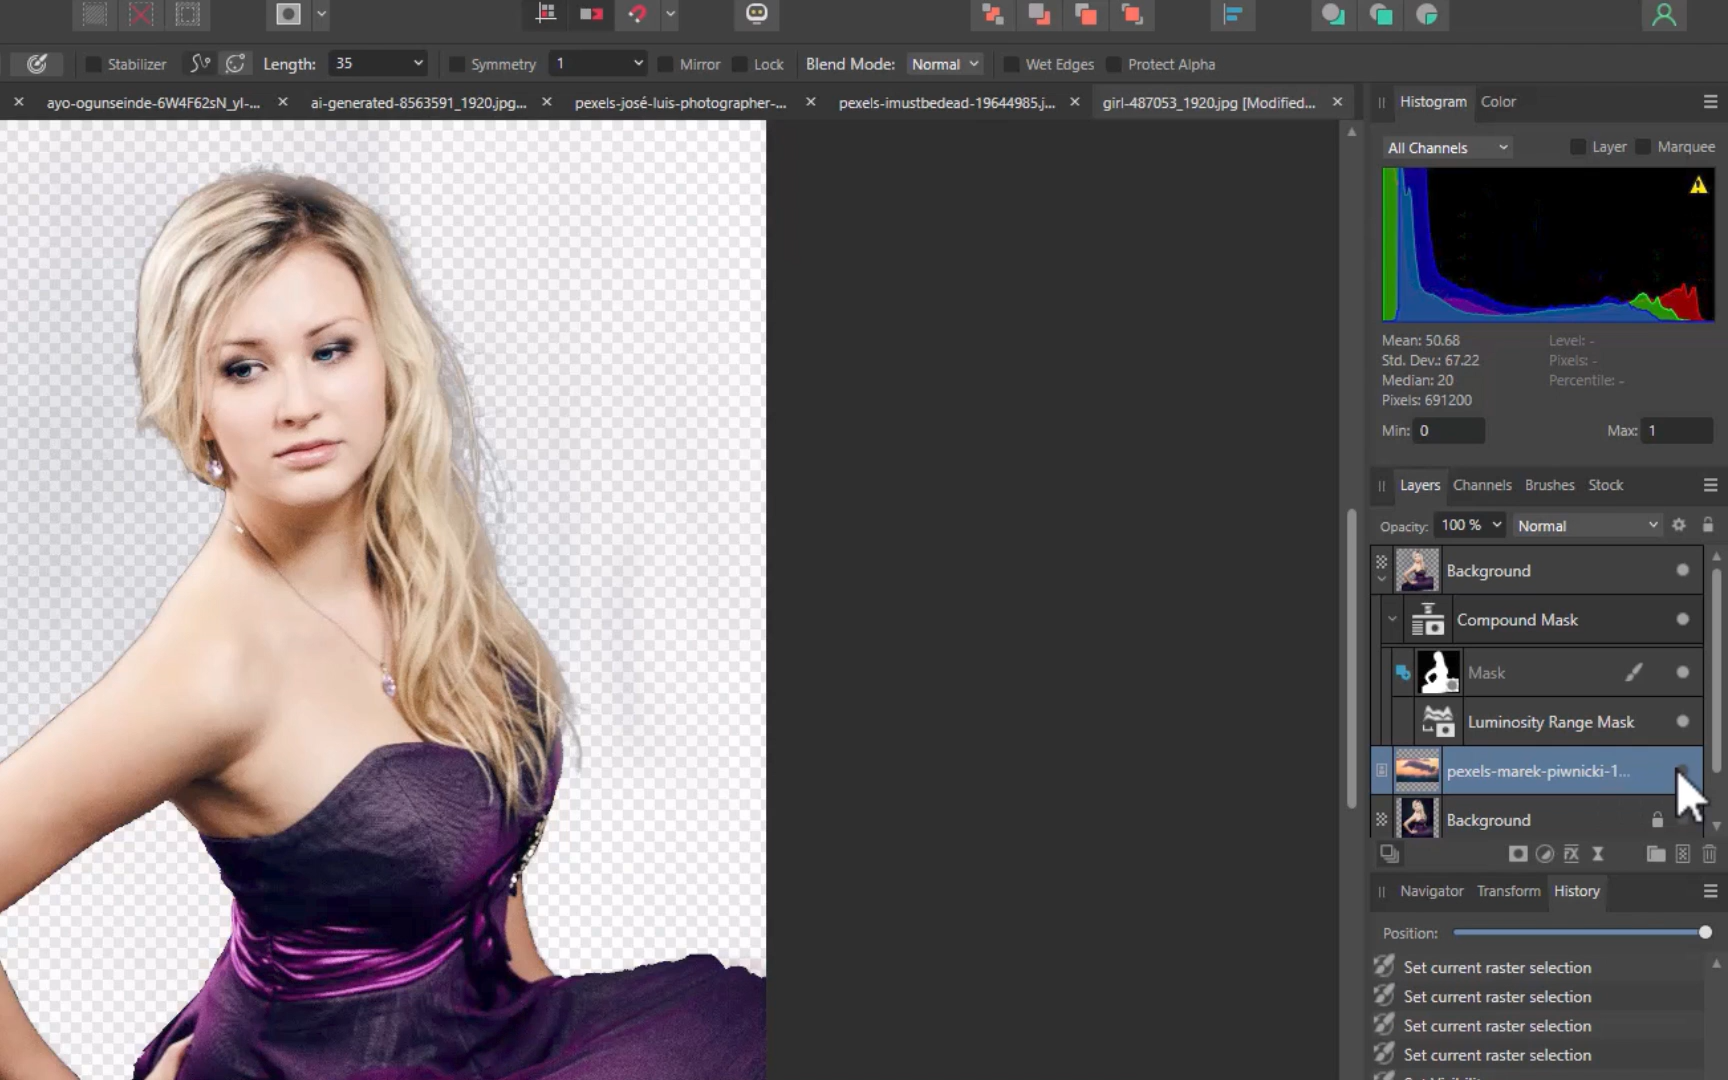 Stabilizer Length: 35 Symmetry 1 Mirror Lock Blend Mode: Normal Wet Edges Protect Alpha
ayo-ogunseinde-6W4F62sN_yI-... ai-generated-8563591_1920.jpg... pexels-josé-luis-photographer-... pexels-imustbedead-19644985.j... girl-487053_1920.jpg [Modified...
Histogram Color
All Channels Layer Marquee
Mean: 50.68 Level: -
Std. Dev.: 67.22 Pixels: -
Median: 20 Percentile: -
Pixels: 691200
Min: 0 Max: 1
Layers Channels Brushes Stock
Opacity: 100 % Normal
Background
Compound Mask
Mask
Luminosity Range Mask
pexels-marek-piwnicki-1...
Background
Navigator Transform History
Position:
Set current raster selection
Set current raster selection
Set current raster selection
Set current raster selection